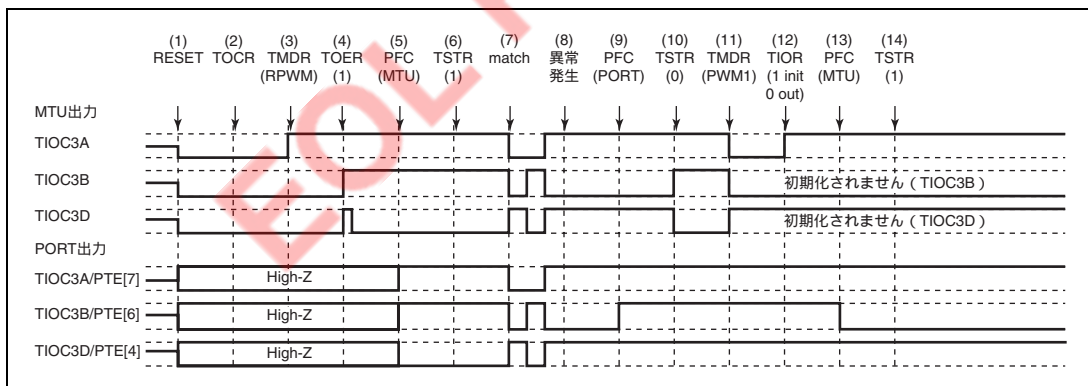 (1) (2) (3) (4) (5) (6) (7) (8) (9) (10) (11) (12) (13) (14)
RESET TOCR TMDR TOER PFC TSTR match 異常 PFC TSTR TMDR TIOR PFC TSTR
(RPWM) (1) (MTU) (1) 発生 (PORT) (0) (PWM1) (1 init (MTU) (1)
0 out)
MTU出力
TIOC3A
TIOC3B 初期化されません（TIOC3B）
TIOC3D 初期化されません（TIOC3D）
PORT出力
TIOC3A/PTE[7] High-Z
TIOC3B/PTE[6] High-Z
TIOC3D/PTE[4] High-Z
EOL